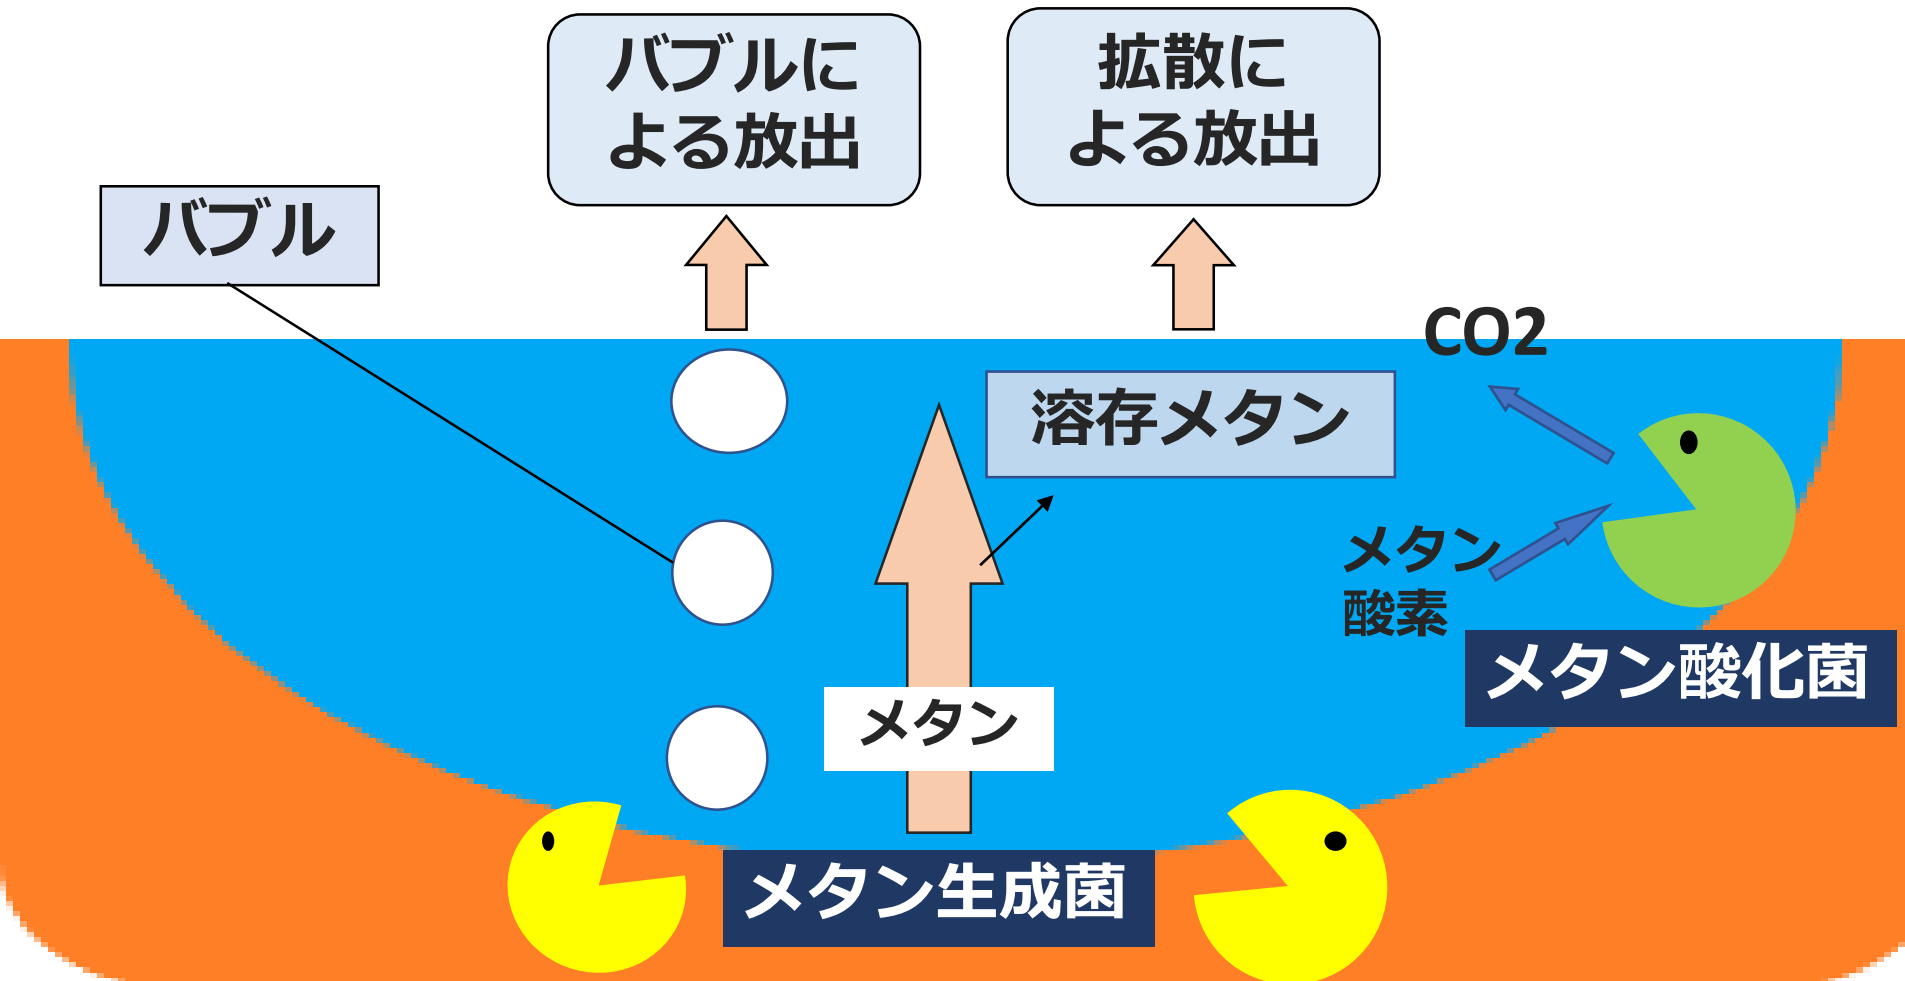 バブルに
よる放出
拡散に
よる放出
バブル
CO2
溶存メタン
メタン
酸素
メタン酸化菌
メタン
メタン生成菌